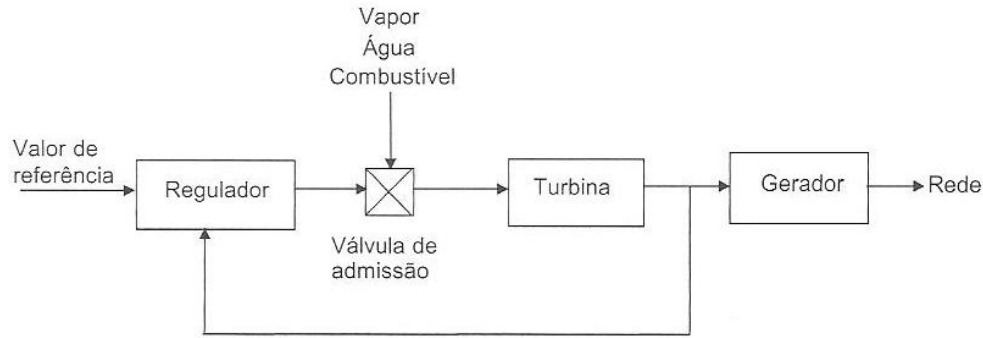 Vapor
Água
Combustível
Valor de
referência
Regulador
Válvula de
admissão
Turbina
Gerador
Rede